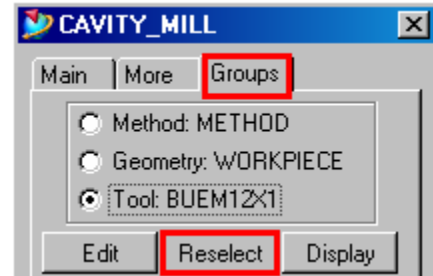 CAVITY_MILL
Main More Groups
Method: METHOD
Geometry: WORKPIECE
Tool: BUEM12X1
Edit Reselect Display